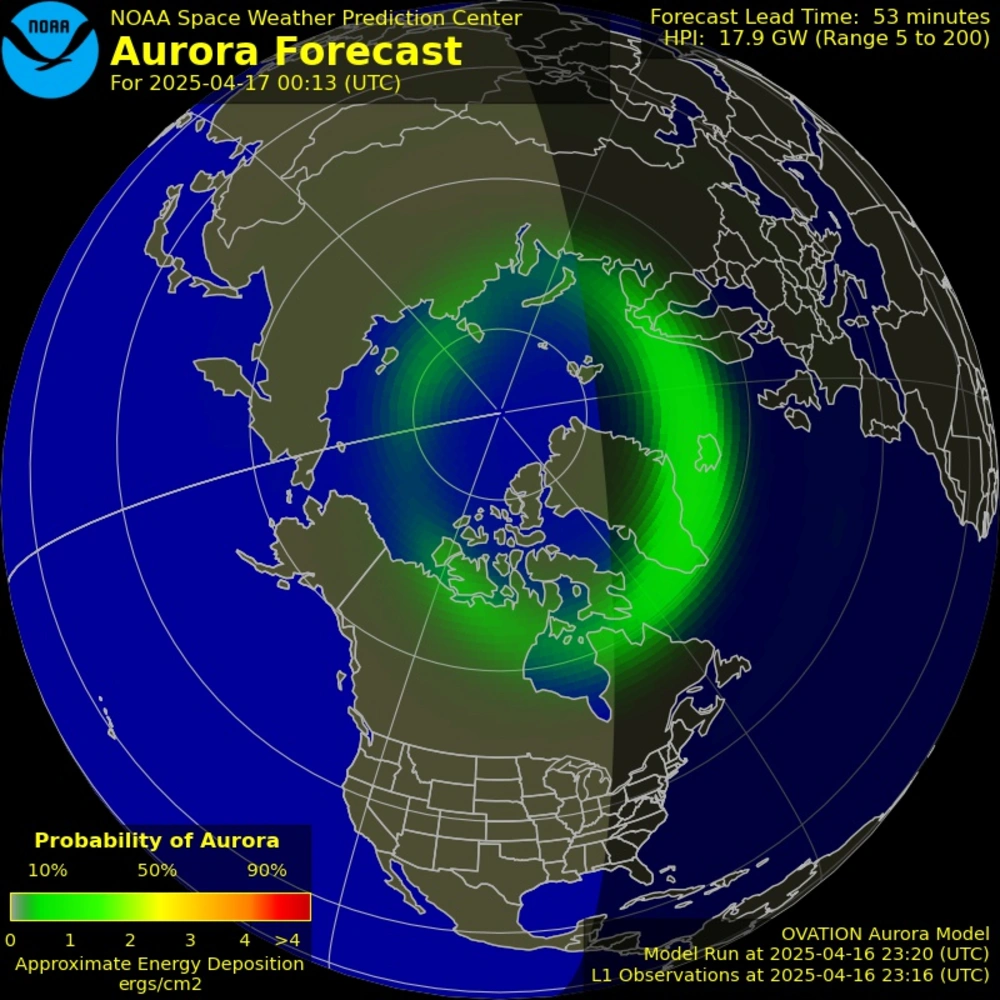 NOAA
NOAA Space Weather Prediction Center
Aurora Forecast
For 2025-04-17 00:13 (UTC)
Forecast Lead Time: 53 minutes
HPI: 17.9 GW (Range 5 to 200)
Probability of Aurora
10% 50% 90%
0 1 2 3 4 >4
Approximate Energy Deposition
ergs/cm2
OVATION Aurora Model
Model Run at 2025-04-16 23:20 (UTC)
L1 Observations at 2025-04-16 23:16 (UTC)